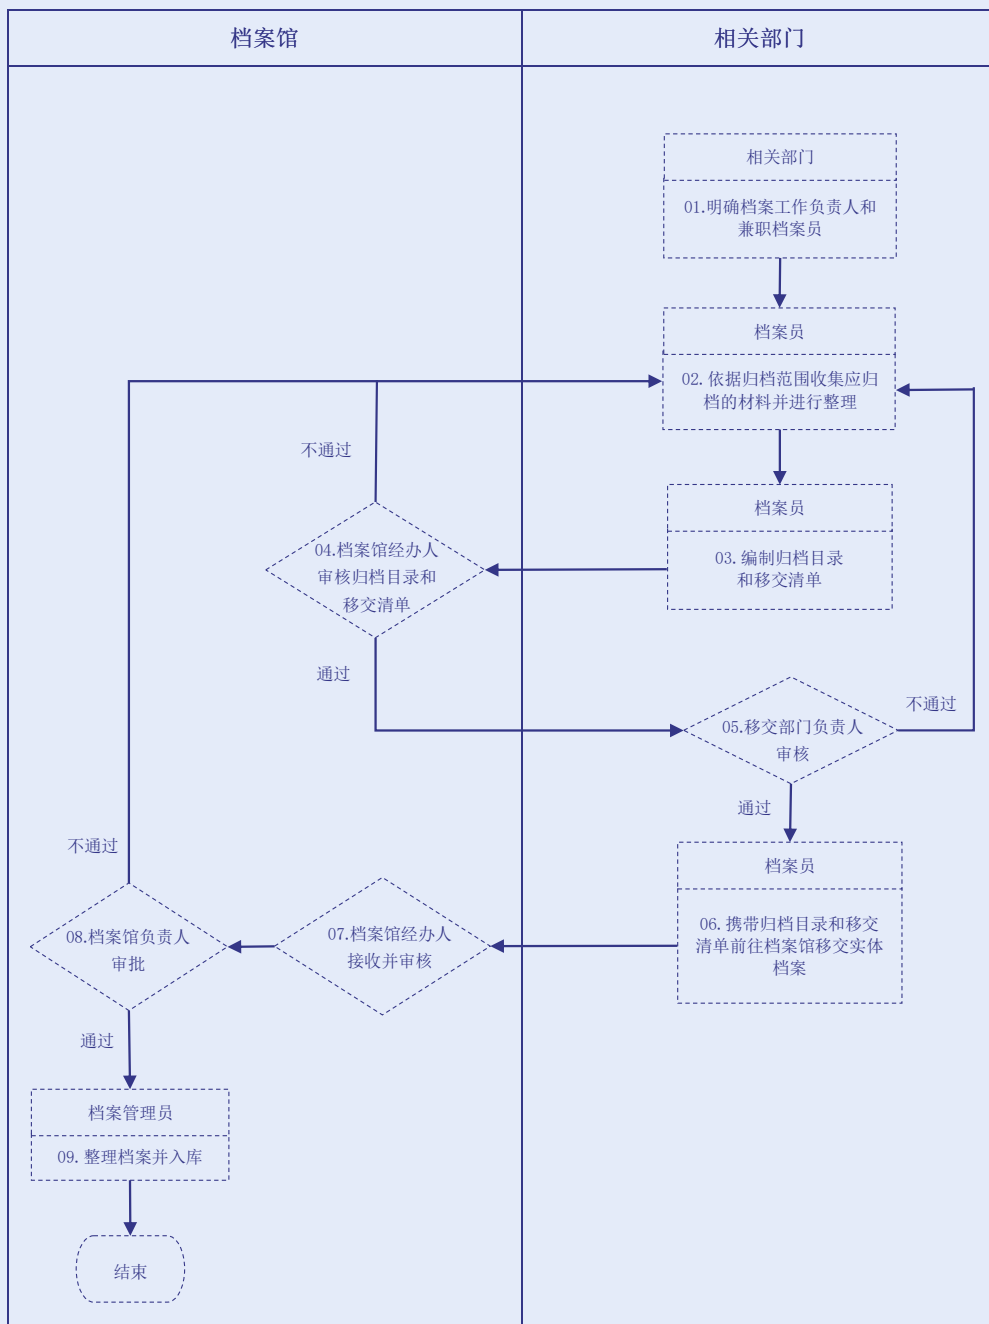 档案馆
相关部门
相关部门
01.明确档案工作负责人和
兼职档案员
档案员
02. 依据归档范围收集应归
档的材料并进行整理
不通过
档案员
03. 编制归档目录
和移交清单
04.档案馆经办人
审核归档目录和
移交清单
通过
不通过
05.移交部门负责人
审核
通过
不通过
档案员
06. 携带归档目录和移交
清单前往档案馆移交实体
档案
07.档案馆经办人
接收并审核
08.档案馆负责人
审批
通过
档案管理员
09. 整理档案并入库
结束